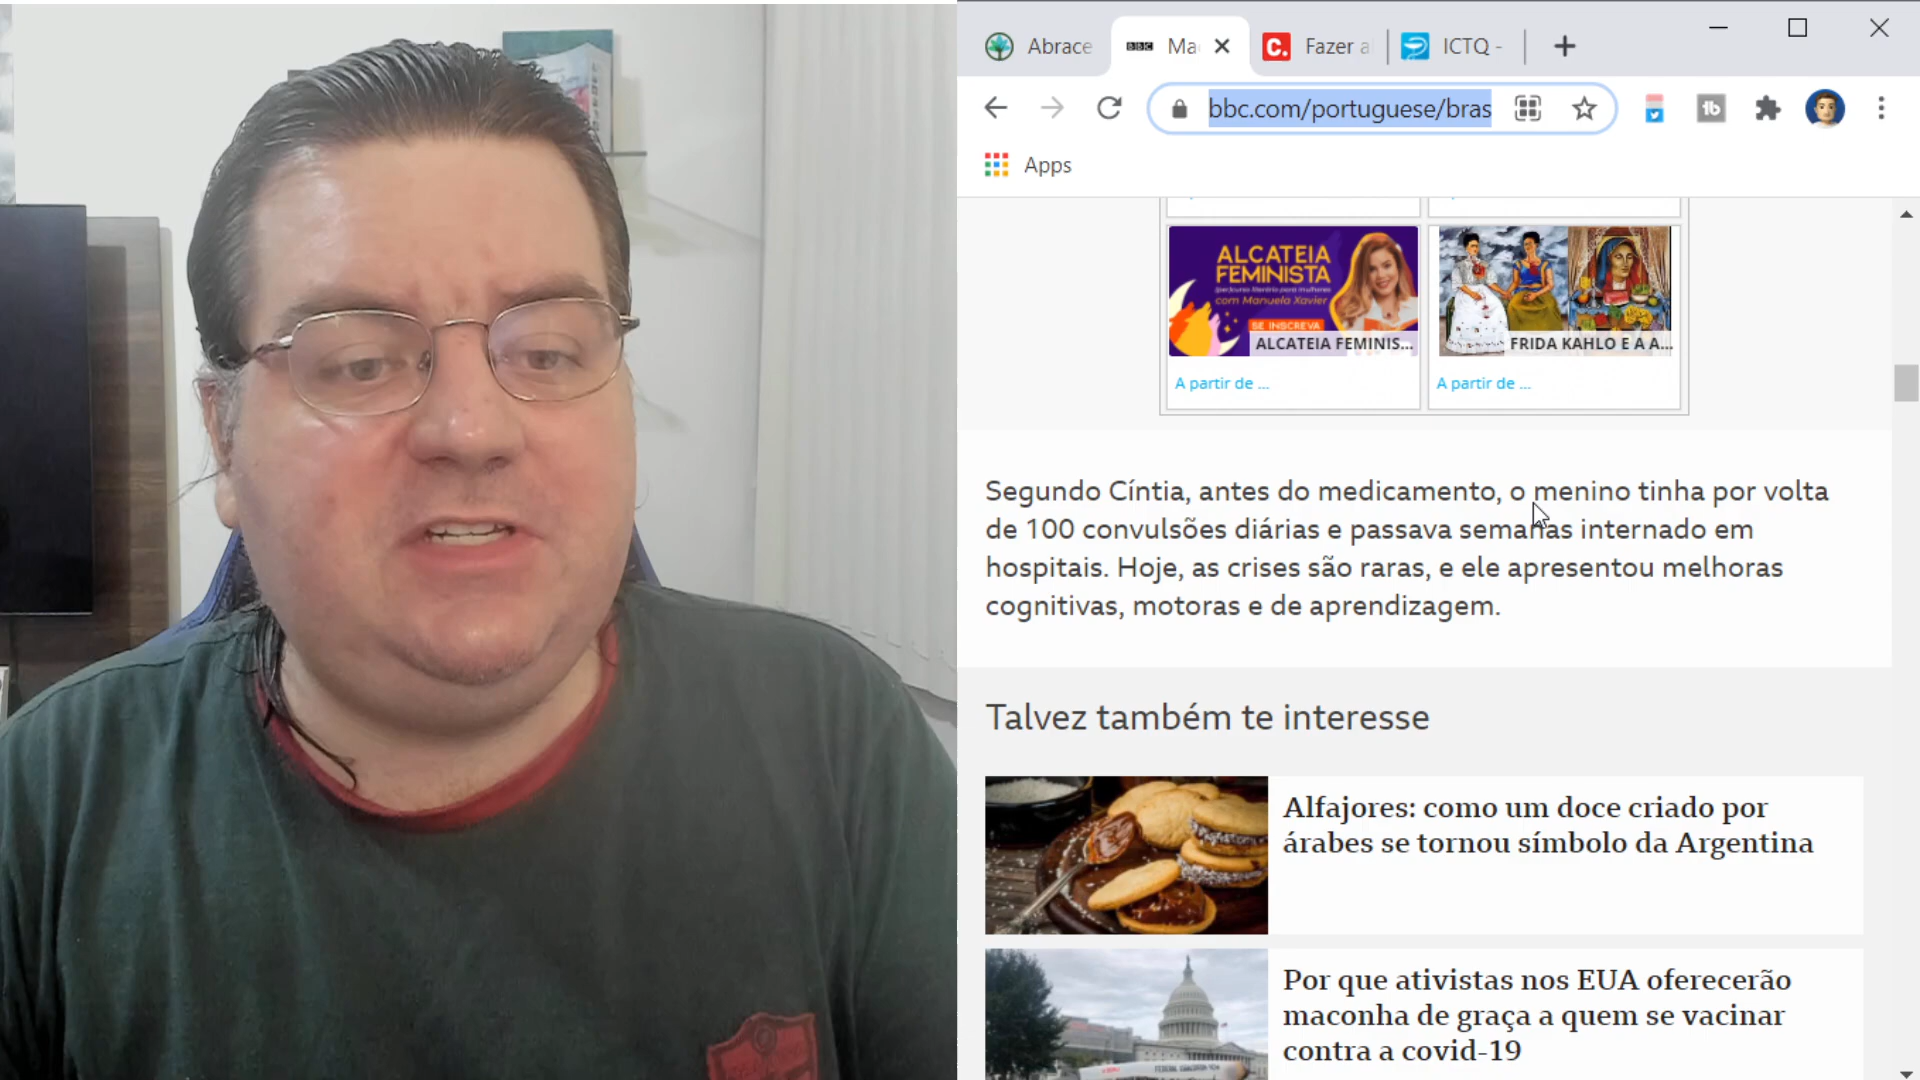 Abrace
BBC
Ma
Fazer a
ICTQ -
bbc.com/portuguese/bras
Apps
ALCATEIA
FEMINISTA
com Manuela Xavier
SE INSCREVA
ALCATEIA FEMINIS...
FRIDA KAHLO E A A...
A partir de ...
A partir de ...
Segundo Cíntia, antes do medicamento, o menino tinha por volta
de 100 convulsões diárias e passava semanas internado em
hospitais. Hoje, as crises são raras, e ele apresentou melhoras
cognitivas, motoras e de aprendizagem.
Talvez também te interesse
Alfajores: como um doce criado por
árabes se tornou símbolo da Argentina
Por que ativistas nos EUA oferecerão
maconha de graça a quem se vacinar
contra a covid-19